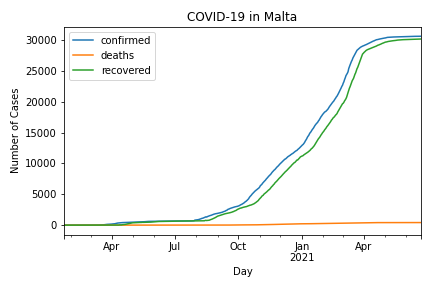 COVID-19 in Malta
confirmed
deaths
recovered
Number of Cases
30000
25000
20000
15000
10000
5000
0
Apr
Jul
Oct
Jan
2021
Apr
Day